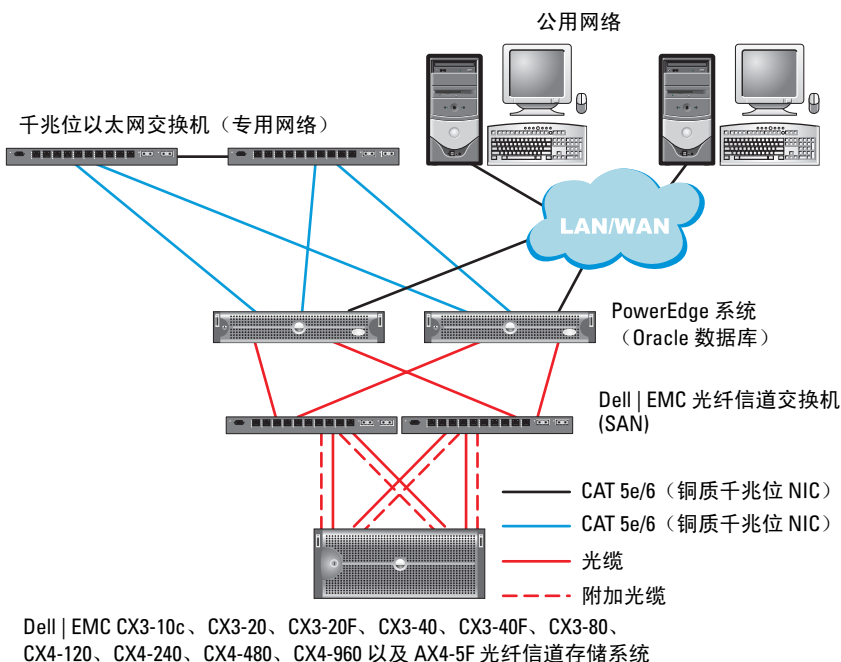 公用网络
千兆位以太网交换机（专用网络）
LAN/WAN
PowerEdge 系统
（Oracle 数据库）
Dell | EMC 光纤信道交换机
(SAN)
CAT 5e/6（铜质千兆位 NIC）
CAT 5e/6（铜质千兆位 NIC）
光缆
附加光缆
Dell | EMC CX3-10c、CX3-20、CX3-20F、CX3-40、CX3-40F、CX3-80、
CX4-120、CX4-240、CX4-480、CX4-960 以及 AX4-5F 光纤信道存储系统